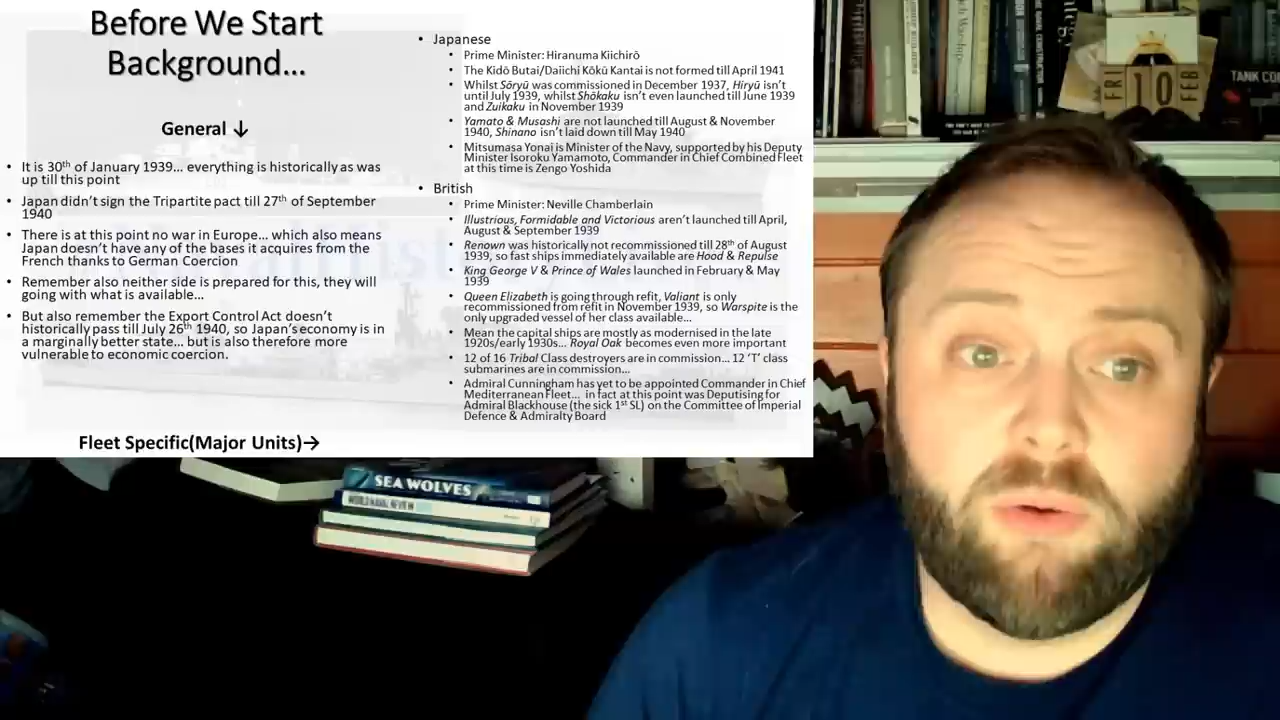 Before We Start
Background...
General ↓
• It is 30th of January 1939... everything is historically as was
up till this point
• Japan didn't sign the Tripartite pact till 27th of September
1940
• There is at this point no war in Europe... which also means
Japan doesn't have any of the bases it acquires from the
French thanks to German Coercion
• Remember also neither side is prepared for this, they will
going with what is available...
• But also remember the Export Control Act doesn't
historically pass till July 26th 1940, so Japan's economy is in
a marginally better state... but is also therefore more
vulnerable to economic coercion.
Fleet Specific(Major Units)→
• Japanese
• Prime Minister: Hiranuma Kiichirō
• The Kidō Butai/Daiichi Kōkū Kantai is not formed till April 1941
• Whilst Sōryū was commissioned in December 1937, Hiryū isn't
until July 1939, whilst Shōkaku isn't even launched till June 1939
and Zuikaku in November 1939
• Yamato & Musashi are not launched till August & November
1940, Shinano isn't laid down till May 1940
• Mitsumasa Yonai is Minister of the Navy, supported by his Deputy
Minister Isoroku Yamamoto, Commander in Chief Combined Fleet
at this time is Zengo Yoshida
• British
• Prime Minister: Neville Chamberlain
• Illustrious, Formidable and Victorious aren't launched till April,
August & September 1939
• Renown was historically not recommissioned till 28th of August
1939, so fast ships immediately available are Hood & Repulse
• King George V & Prince of Wales launched in February & May
1939
• Queen Elizabeth is going through refit, Valiant is only
recommissioned from refit in November 1939, so Warspite is the
only upgraded vessel of her class available...
• Mean the capital ships are mostly as modernised in the late
1920s/early 1930s... Royal Oak becomes even more important
• 12 of 16 Tribal Class destroyers are in commission... 12 'T' class
submarines are in commission...
• Admiral Cunningham has yet to be appointed Commander in Chief
Mediterranean Fleet... in fact at this point was Deputising for
Admiral Blackhouse (the sick 1st SL) on the Committee of Imperial
Defence & Admiralty Board
FRI 10 FEB
TANK CO
SEA WOLVES
WORLD NAVAL REVIEW